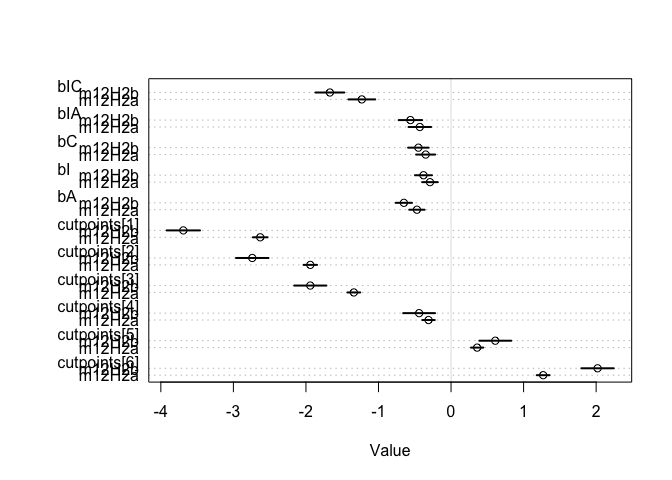 bIC
m12H2b
m12H2a
bIA
m12H2b
m12H2a
bC
m12H2b
m12H2a
bI
m12H2b
m12H2a
bA
m12H2b
m12H2a
cutpoints[1]
m12H2b
m12H2a
cutpoints[2]
m12H2b
m12H2a
cutpoints[3]
m12H2b
m12H2a
cutpoints[4]
m12H2b
m12H2a
cutpoints[5]
m12H2b
m12H2a
cutpoints[6]
m12H2b
m12H2a
-4 -3 -2 -1 0 1 2
Value